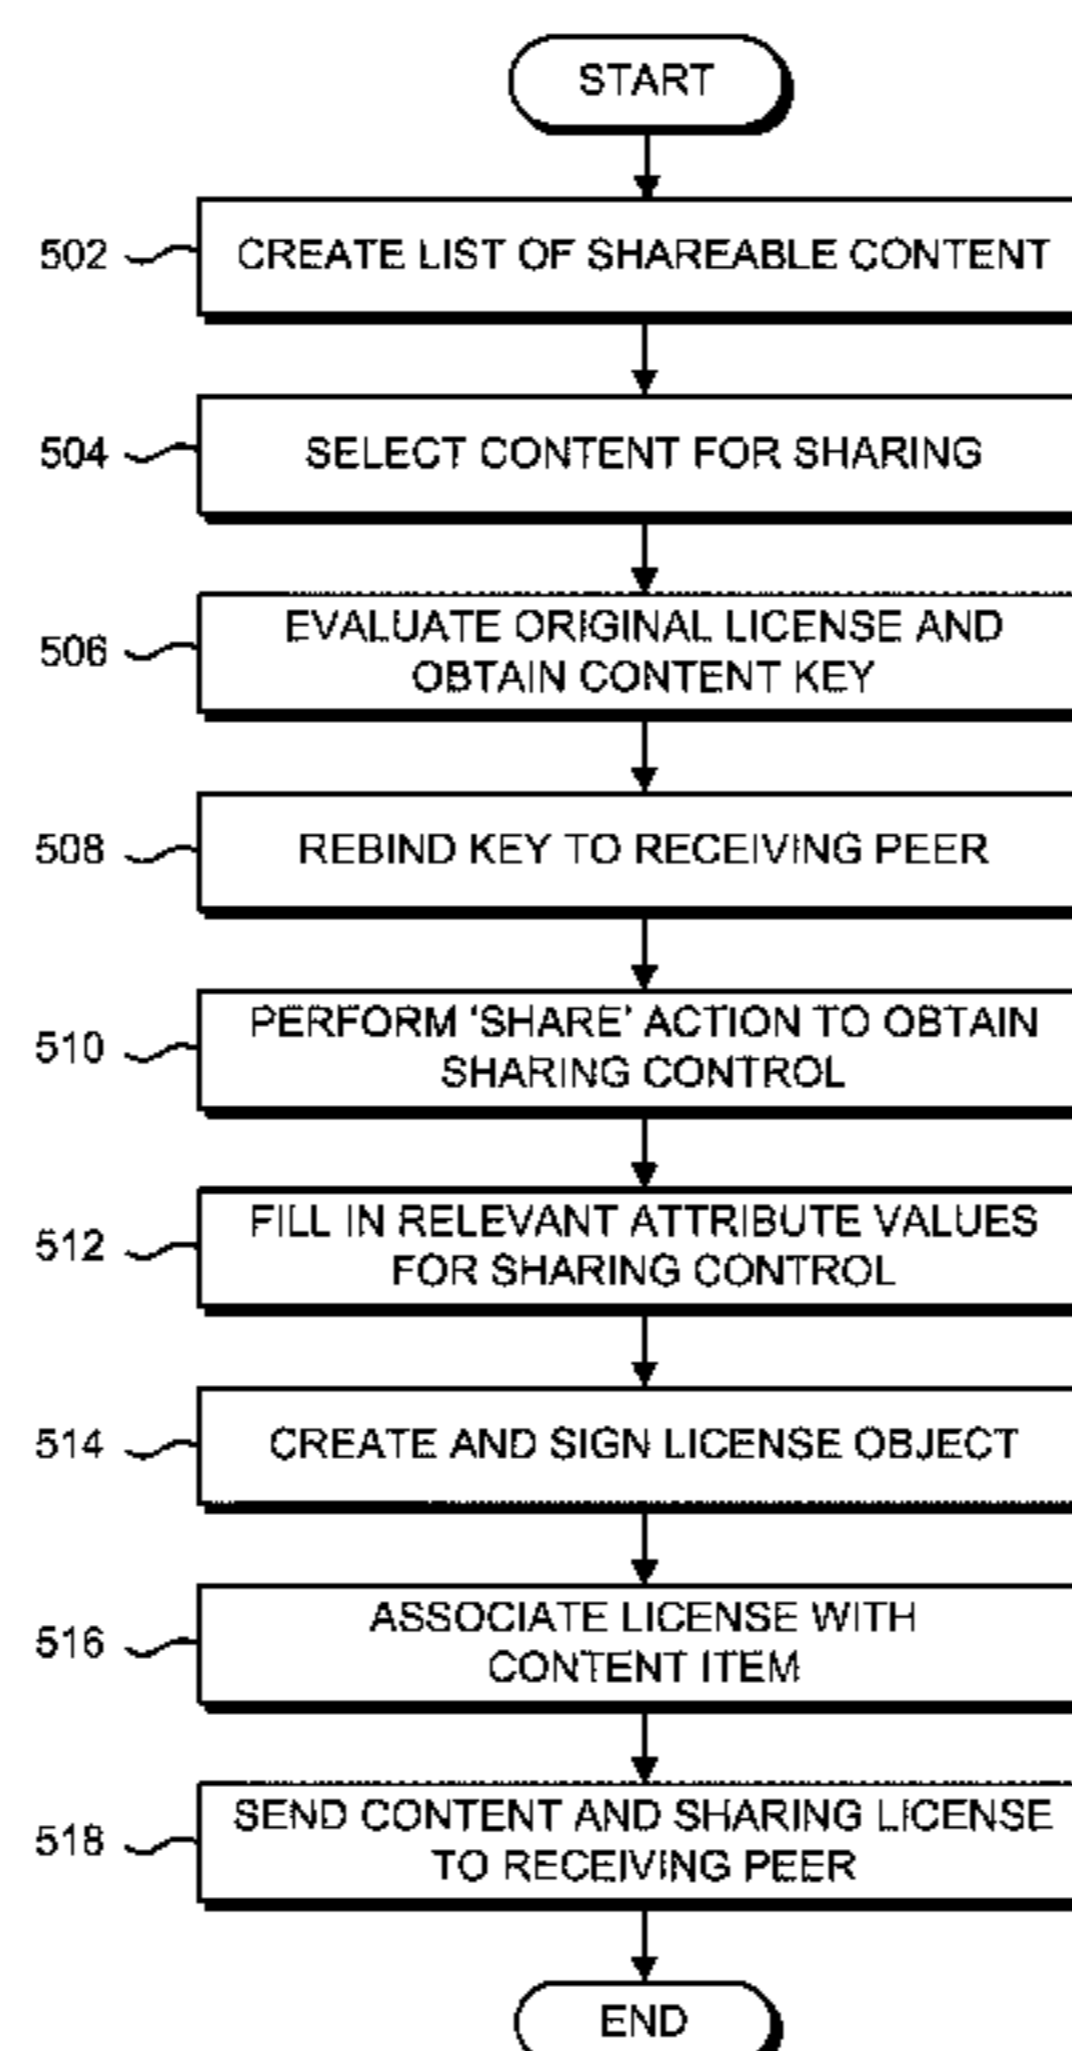 START
502
CREATE LIST OF SHAREABLE CONTENT
504
SELECT CONTENT FOR SHARING
506
EVALUATE ORIGINAL LICENSE AND
OBTAIN CONTENT KEY
508
REBIND KEY TO RECEIVING PEER
510
PERFORM 'SHARE' ACTION TO OBTAIN
SHARING CONTROL
512
FILL IN RELEVANT ATTRIBUTE VALUES
FOR SHARING CONTROL
514
CREATE AND SIGN LICENSE OBJECT
516
ASSOCIATE LICENSE WITH
CONTENT ITEM
518
SEND CONTENT AND SHARING LICENSE
TO RECEIVING PEER
END